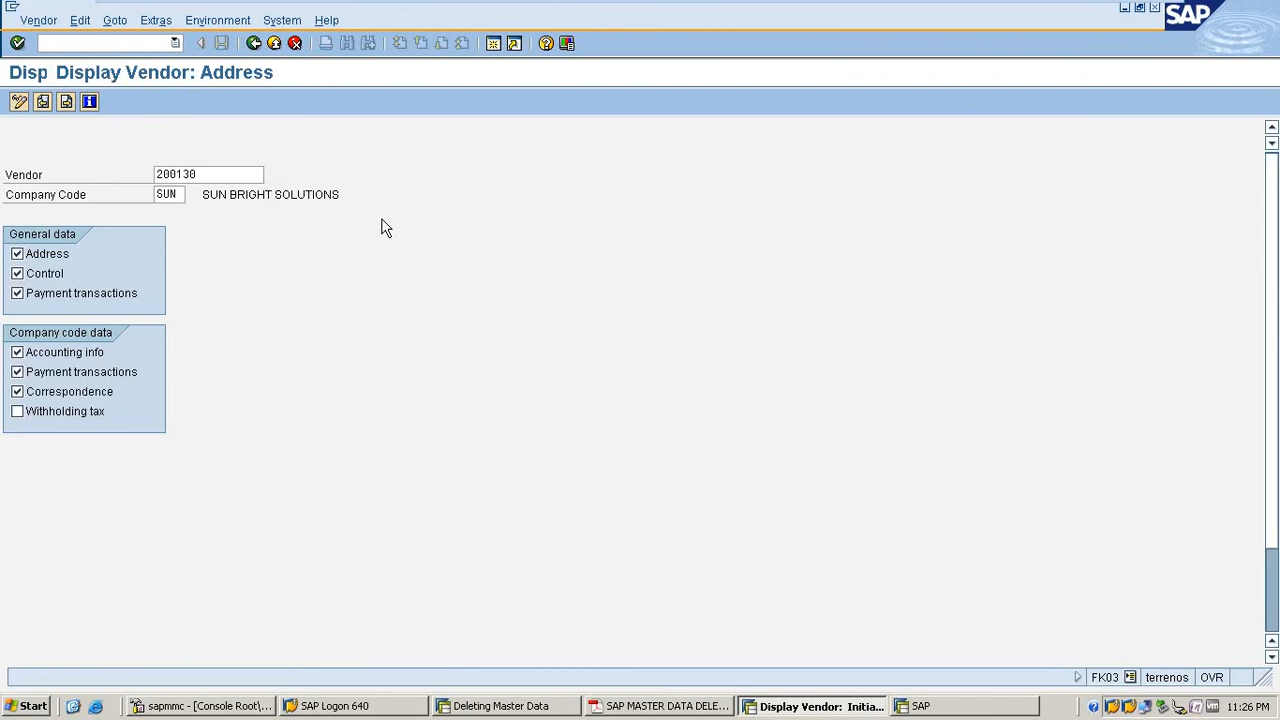 Vendor Edit Goto Extras Environment System Help
SAP
Disp Display Vendor: Address
Vendor 200130
Company Code SUN SUN BRIGHT SOLUTIONS
General data
Address
Control
Payment transactions
Company code data
Accounting info
Payment transactions
Correspondence
Withholding tax
FK03 terrenos OVR
Start sapmmc - [Console Root\... SAP Logon 640 Deleting Master Data SAP MASTER DATA DELE... Display Vendor: Initia... SAP 11:26 PM